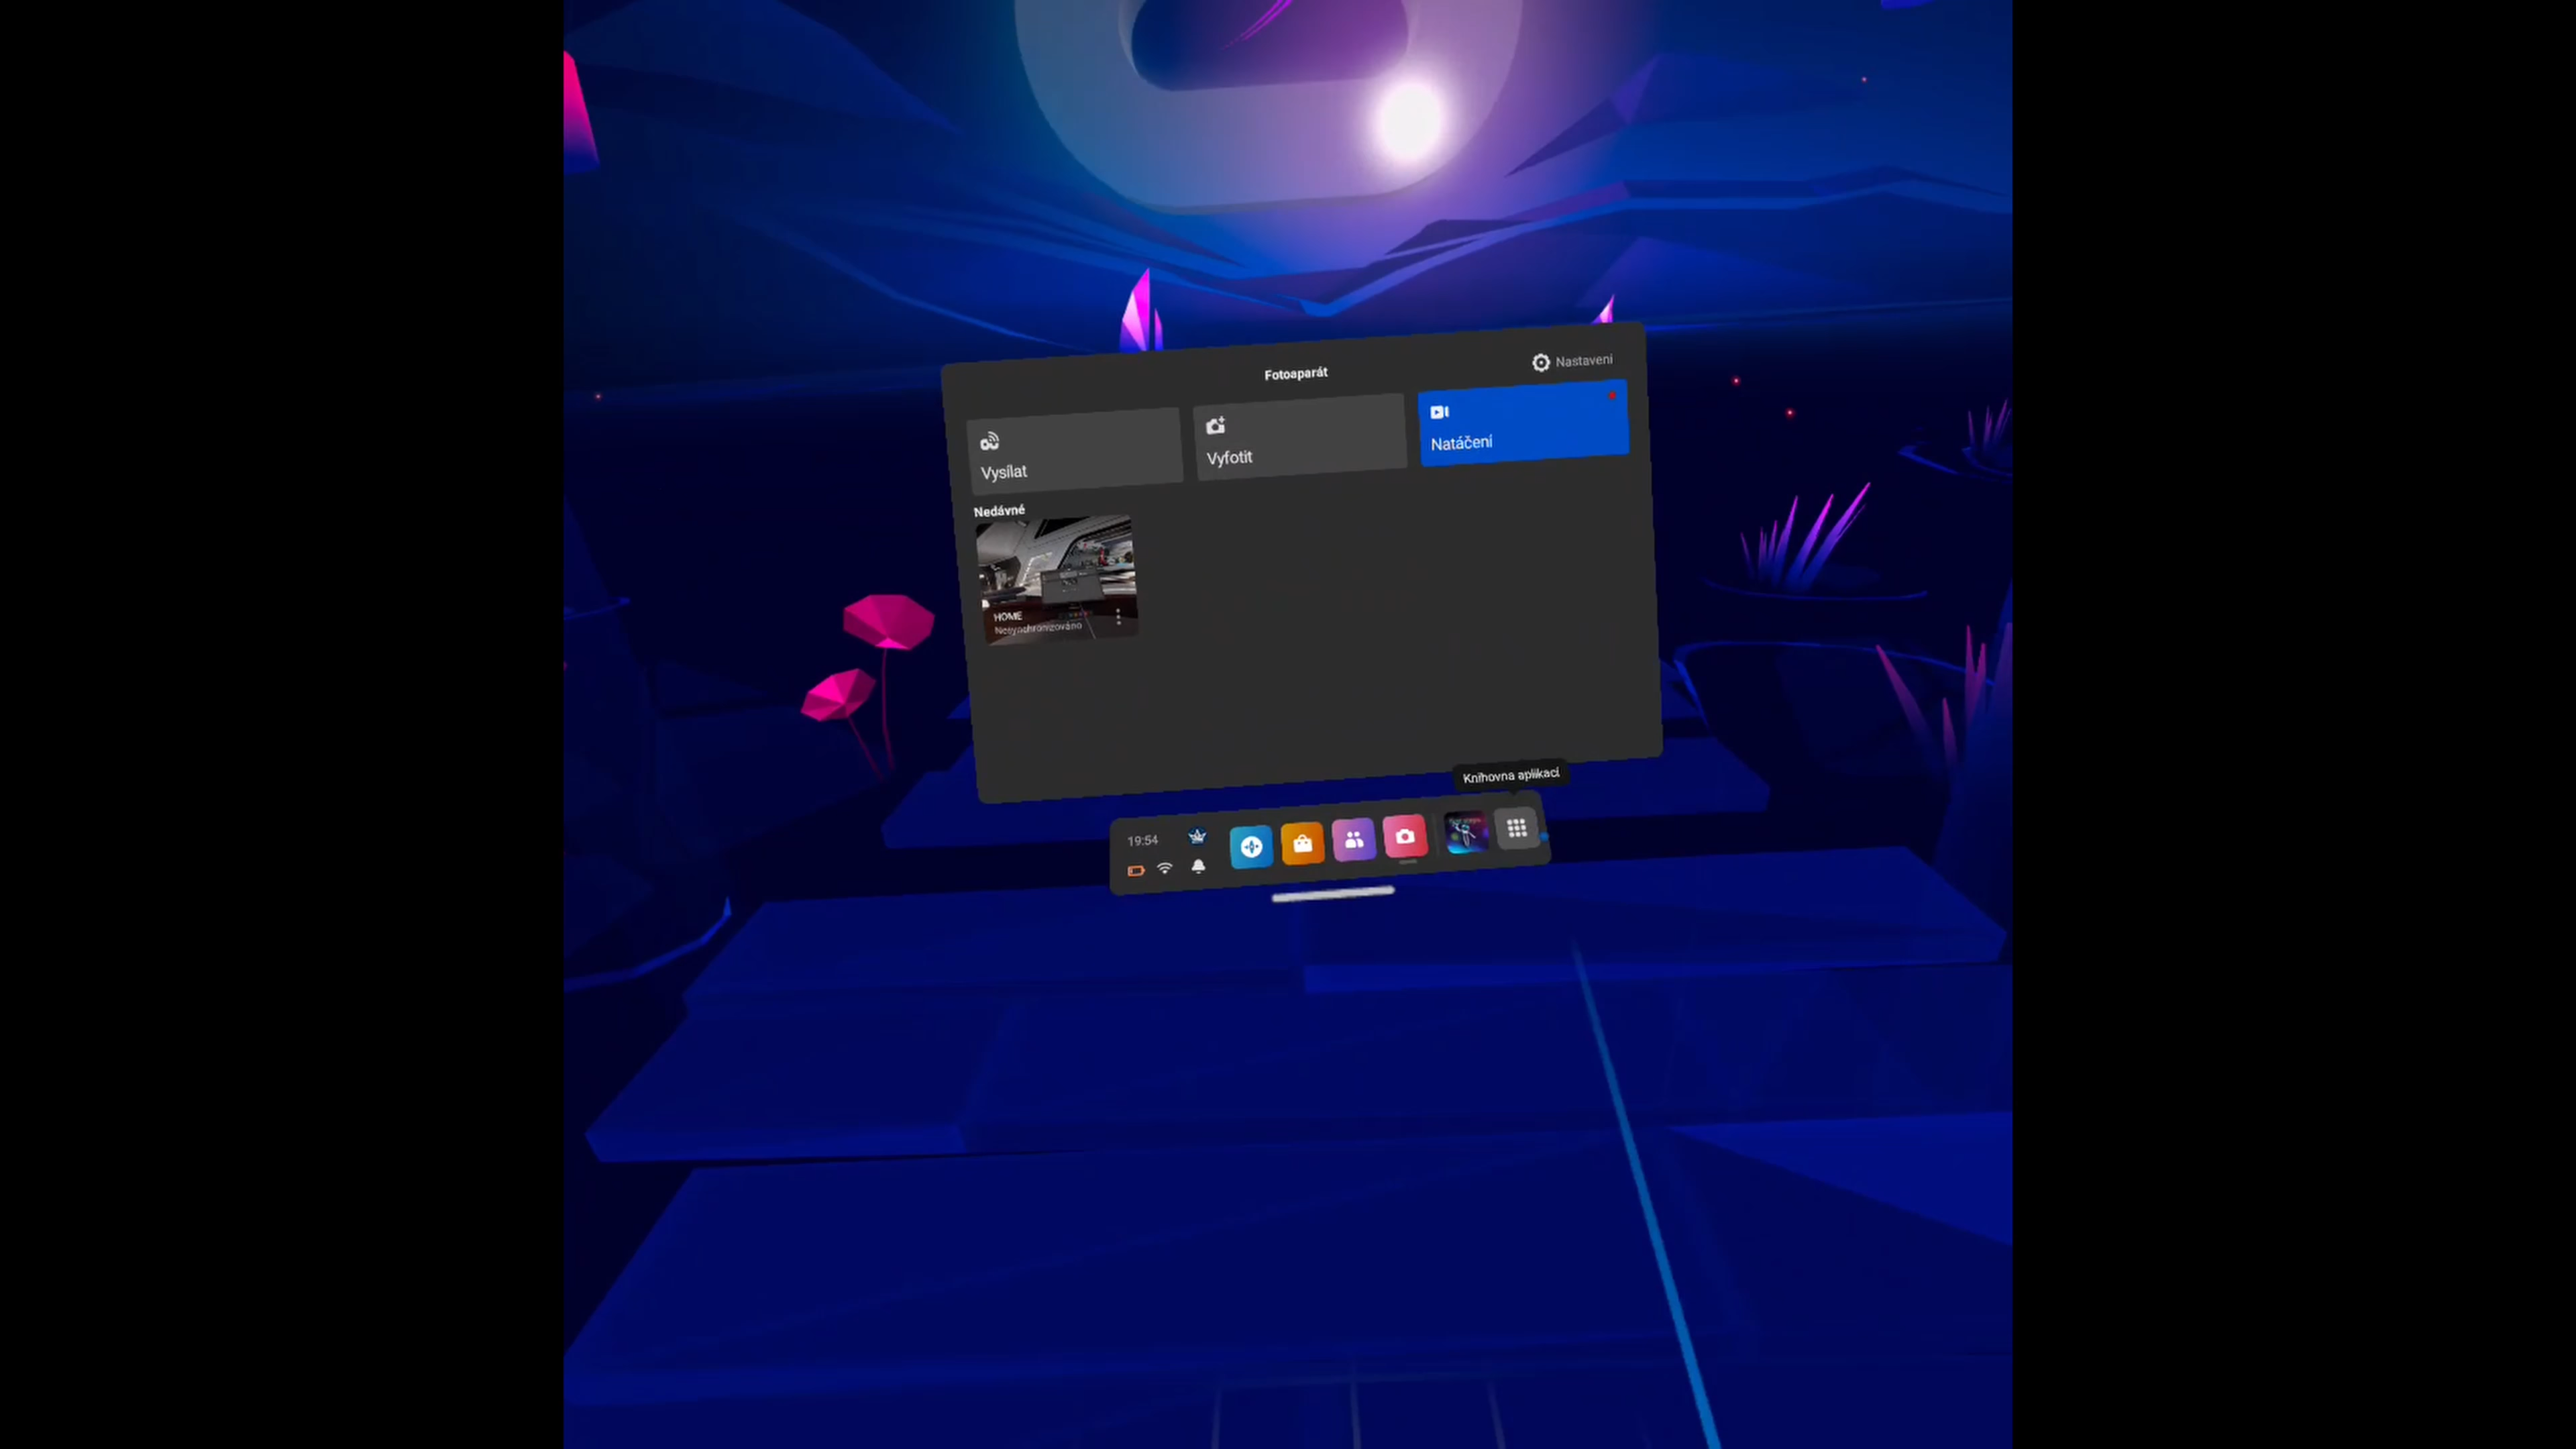 Fotoaparát
Nastavení
Vysílat
Vyfotit
Natáčení
Nedávné
HOME
Nesynchronizováno
Knihovna aplikací
19:54